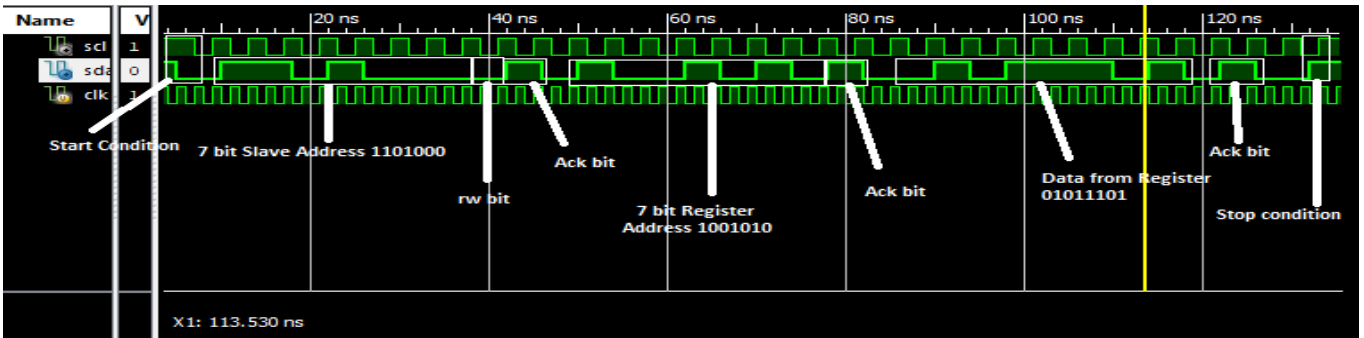 Name V
20 ns 40 ns 60 ns 80 ns 100 ns 120 ns
scl 1
sda 0
clk 1
Start Condition
7 bit Slave Address 1101000
rw bit
Ack bit
7 bit Register
Address 1001010
Ack bit
Data from Register
01011101
Ack bit
Stop condition
X1: 113.530 ns